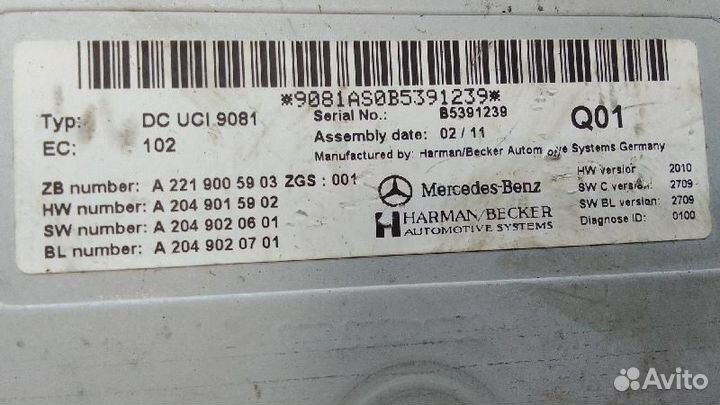 *9081AS0B5391239*
Typ: DC UCI 9081 Serial No.: B5391239 Q01
EC: 102 Assembly date: 02/11
Manufactured by: Harman/Becker Autom ve Systems Germany
ZB number: A 221 900 59 03 ZGS : 001
HW number: A 204 901 59 02
SW number: A 204 902 06 01
BL number: A 204 902 07 01
Mercedes-Benz
HARMAN/BECKER
AUTOMOTIVE SYSTEMS
HW version 2010
SW C version: 2709
SW BL version: 2709
Diagnose ID: 0100
Avito